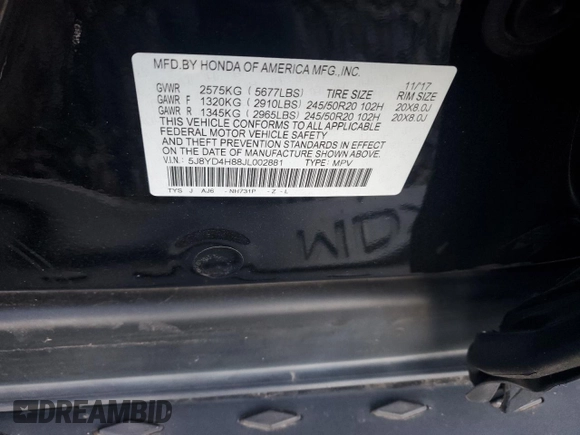 MFD.BY HONDA OF AMERICA MFG.,INC.
11/17
GVWR 2575KG ( 5677LBS) TIRE SIZE RIM SIZE
GAWR F 1320KG ( 2910LBS) 245/50R20 102H 20X8.0J
GAWR R 1345KG ( 2965LBS) 245/50R20 102H 20X8.0J
THIS VEHICLE CONFORMS TO ALL APPLICABLE
FEDERAL MOTOR VEHICLE SAFETY
AND THEFT PREVENTION STANDARDS IN EFFECT
ON THE DATE OF MANUFACTURE SHOWN ABOVE.
V.I.N.: 5J8YD4H88JL002881 TYPE: MPV
TYS J AJ6 - NH731P - Z - L
DREAMBID